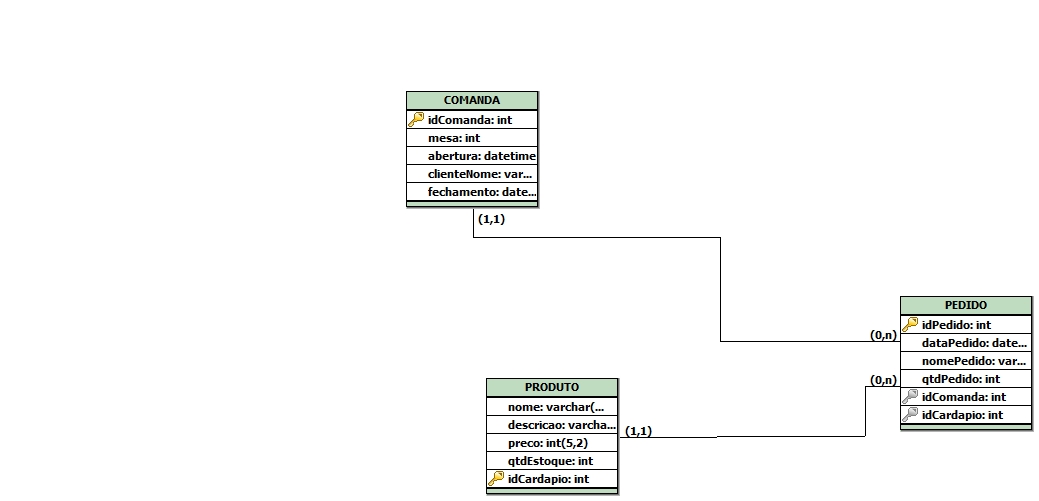 COMANDA
idComanda: int
mesa: int
abertura: datetime
clienteNome: var...
fechamento: date...
(1,1)
PEDIDO
idPedido: int
(0,n)
dataPedido: date...
nomePedido: var...
(0,n)
qtdPedido: int
idComanda: int
idCardapio: int
PRODUTO
nome: varchar(...
descricao: varcha...
(1,1)
preco: int(5,2)
qtdEstoque: int
idCardapio: int